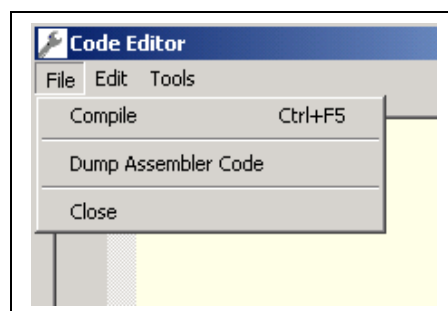 Code Editor
File Edit Tools
Compile Ctrl+F5
Dump Assembler Code
Close